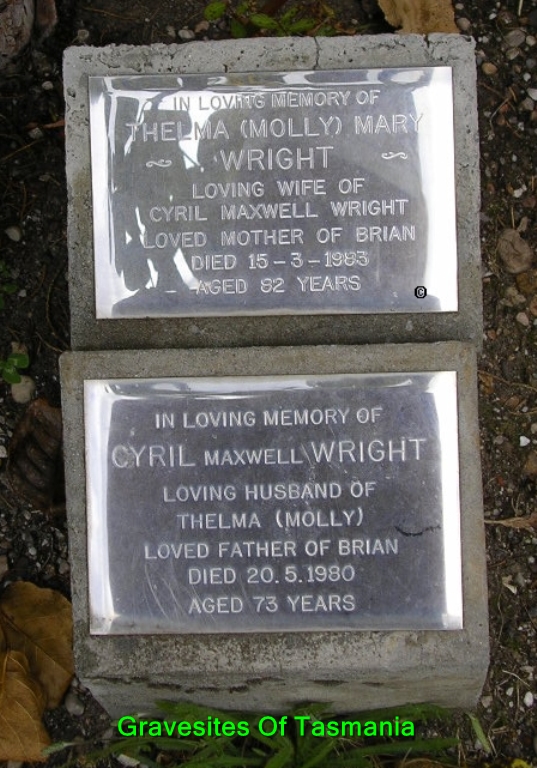 IN LOVING MEMORY OF
THELMA (MOLLY) MARY
~ WRIGHT ~
LOVING WIFE OF
CYRIL MAXWELL WRIGHT
LOVED MOTHER OF BRIAN
DIED 15-3-1983
AGED 82 YEARS
©
IN LOVING MEMORY OF
CYRIL MAXWELL WRIGHT
LOVING HUSBAND OF
THELMA (MOLLY)
LOVED FATHER OF BRIAN
DIED 20.5.1980
AGED 73 YEARS
Gravesites Of Tasmania